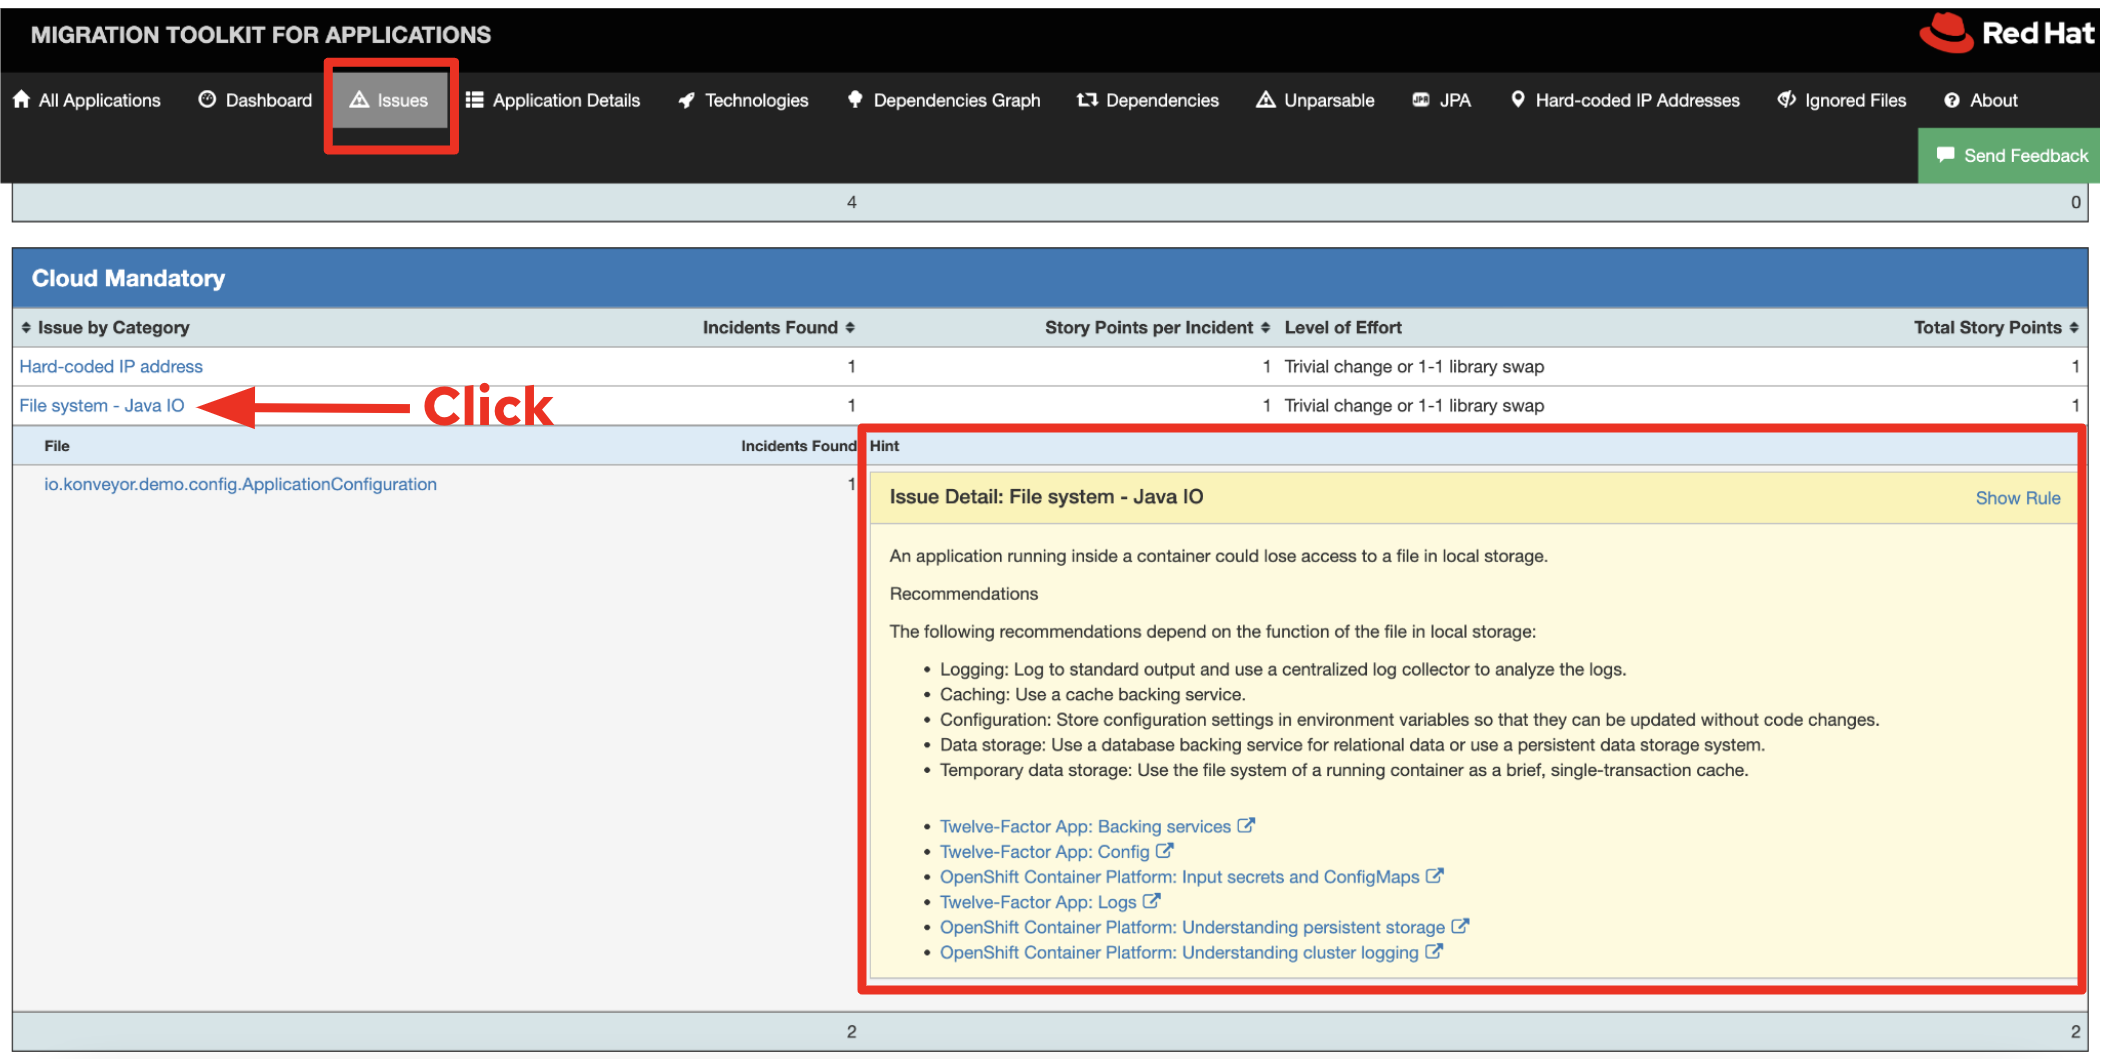 MIGRATION TOOLKIT FOR APPLICATIONS
Red Hat
All Applications Dashboard Issues Application Details Technologies Dependencies Graph Dependencies Unparsable JPA JPA Hard-coded IP Addresses Ignored Files About
Send Feedback
4 0
Cloud Mandatory
Issue by Category Incidents Found Story Points per Incident Level of Effort Total Story Points
Hard-coded IP address 1 1 Trivial change or 1-1 library swap 1
File system - Java IO 1 1 Trivial change or 1-1 library swap 1
Click
File Incidents Found Hint
io.konveyor.demo.config.ApplicationConfiguration 1
Issue Detail: File system - Java IO Show Rule
An application running inside a container could lose access to a file in local storage.
Recommendations
The following recommendations depend on the function of the file in local storage:
• Logging: Log to standard output and use a centralized log collector to analyze the logs.
• Caching: Use a cache backing service.
• Configuration: Store configuration settings in environment variables so that they can be updated without code changes.
• Data storage: Use a database backing service for relational data or use a persistent data storage system.
• Temporary data storage: Use the file system of a running container as a brief, single-transaction cache.
• Twelve-Factor App: Backing services
• Twelve-Factor App: Config
• OpenShift Container Platform: Input secrets and ConfigMaps
• Twelve-Factor App: Logs
• OpenShift Container Platform: Understanding persistent storage
• OpenShift Container Platform: Understanding cluster logging
2 2